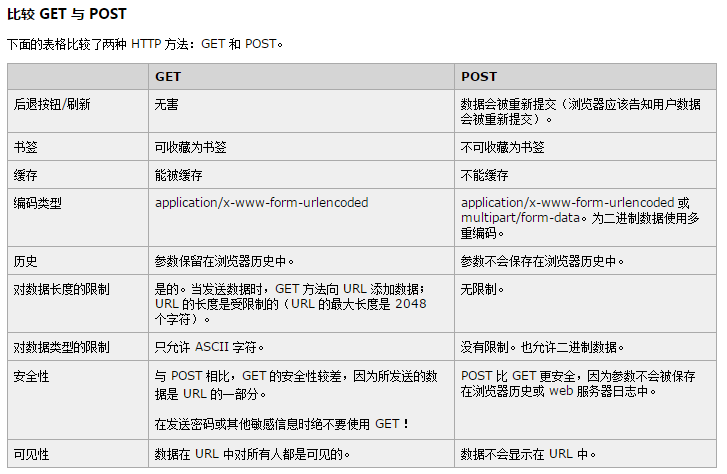 比较 GET 与 POST
下面的表格比较了两种 HTTP 方法：GET 和 POST。
GET POST
后退按钮/刷新 无害 数据会被重新提交（浏览器应该告知用户数据
会被重新提交）。
书签 可收藏为书签 不可收藏为书签
缓存 能被缓存 不能缓存
编码类型 application/x-www-form-urlencoded application/x-www-form-urlencoded 或
multipart/form-data。为二进制数据使用多
重编码。
历史 参数保留在浏览器历史中。 参数不会保存在浏览器历史中。
对数据长度的限制 是的。当发送数据时，GET 方法向 URL 添加数据； 无限制。
URL 的长度是受限制的（URL 的最大长度是 2048
个字符）。
对数据类型的限制 只允许 ASCII 字符。 没有限制。也允许二进制数据。
安全性 与 POST 相比，GET 的安全性较差，因为所发送的数 POST 比 GET 更安全，因为参数不会被保存
据是 URL 的一部分。 在浏览器历史或 web 服务器日志中。
在发送密码或其他敏感信息时绝不要使用 GET ！
可见性 数据在 URL 中对所有人都是可见的。 数据不会显示在 URL 中。